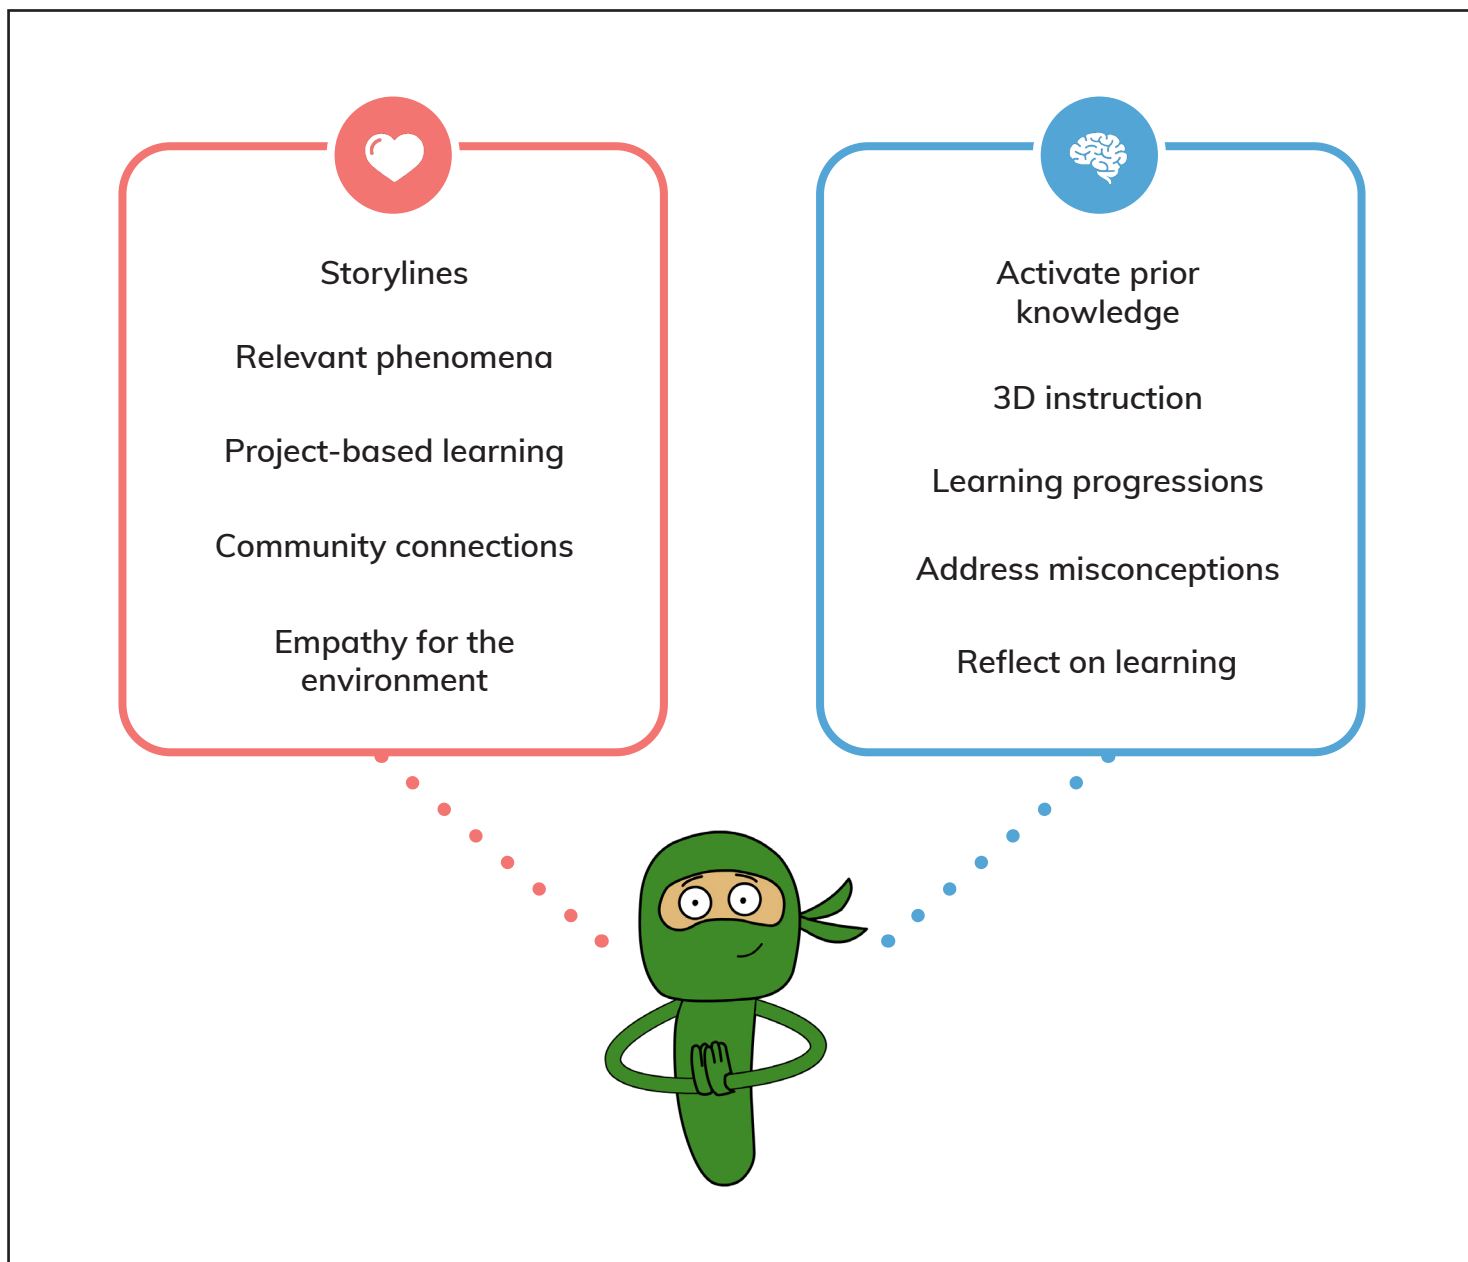 Storylines
Relevant phenomena
Project-based learning
Community connections
Empathy for the
environment
Activate prior
knowledge
3D instruction
Learning progressions
Address misconceptions
Reflect on learning